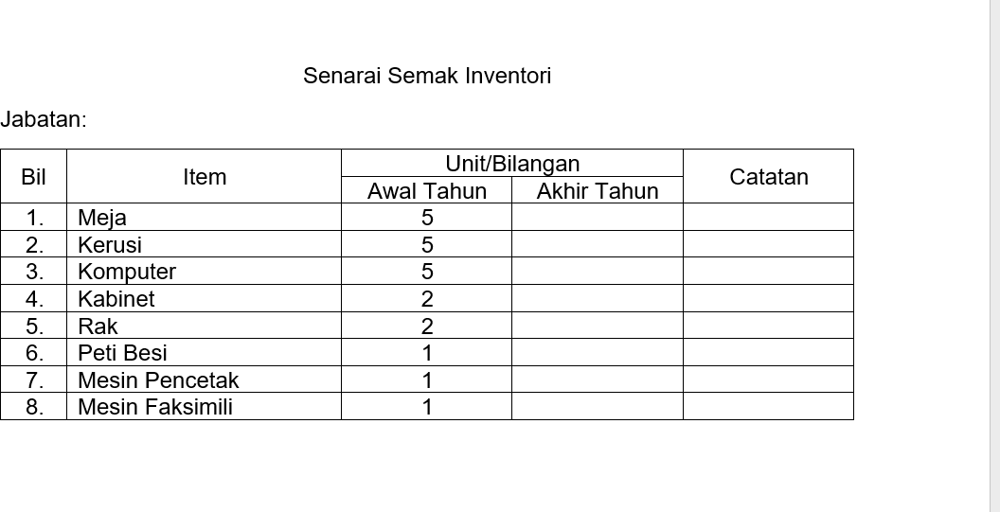 Senarai Semak Inventori
Jabatan:
Bil Item Unit/Bilangan Catatan
Awal Tahun Akhir Tahun
1. Meja 5
2. Kerusi 5
3. Komputer 5
4. Kabinet 2
5. Rak 2
6. Peti Besi 1
7. Mesin Pencetak 1
8. Mesin Faksimili 1